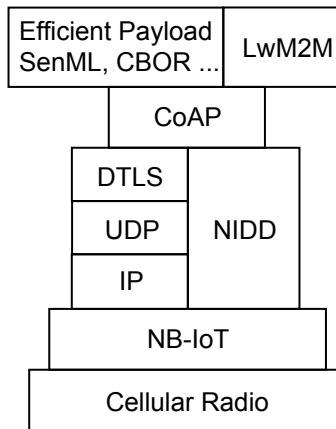 Efficient Payload
SenML, CBOR ...
LwM2M
CoAP
DTLS
UDP
IP
NIDD
NB-IoT
Cellular Radio